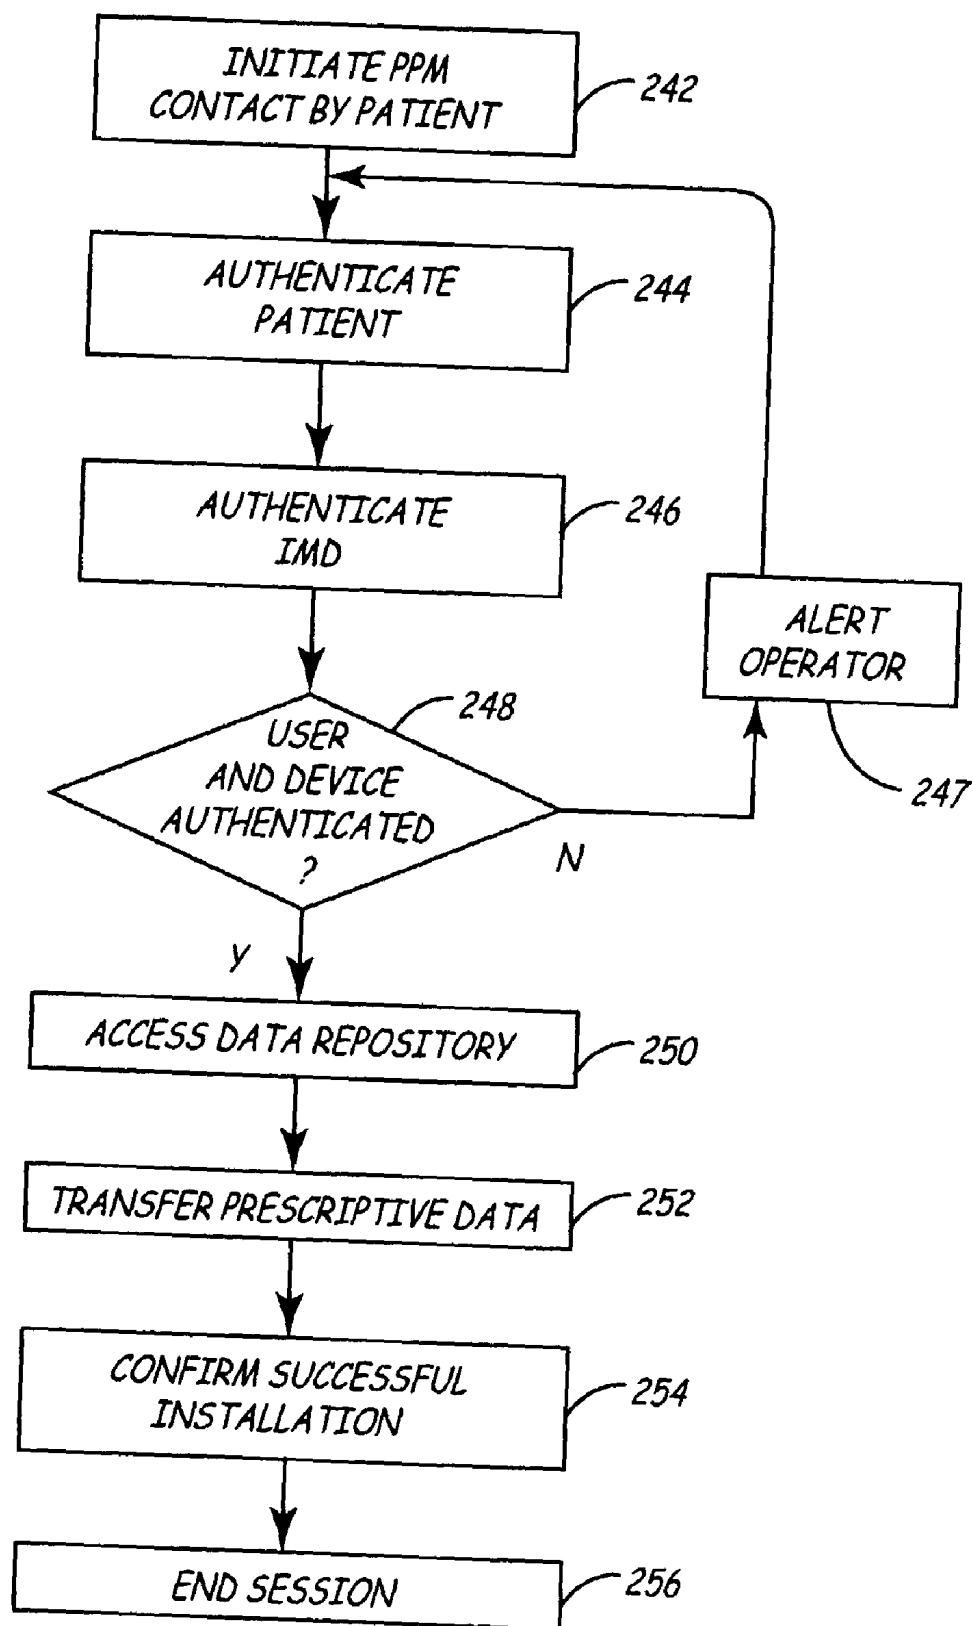 INITIATE PPM
CONTACT BY PATIENT
242
AUTHENTICATE
PATIENT
244
AUTHENTICATE
IMD
246
ALERT
OPERATOR
247
USER
AND DEVICE
AUTHENTICATED
?
248
N
Y
ACCESS DATA REPOSITORY
250
TRANSFER PRESCRIPTIVE DATA
252
CONFIRM SUCCESSFUL
INSTALLATION
254
END SESSION
256